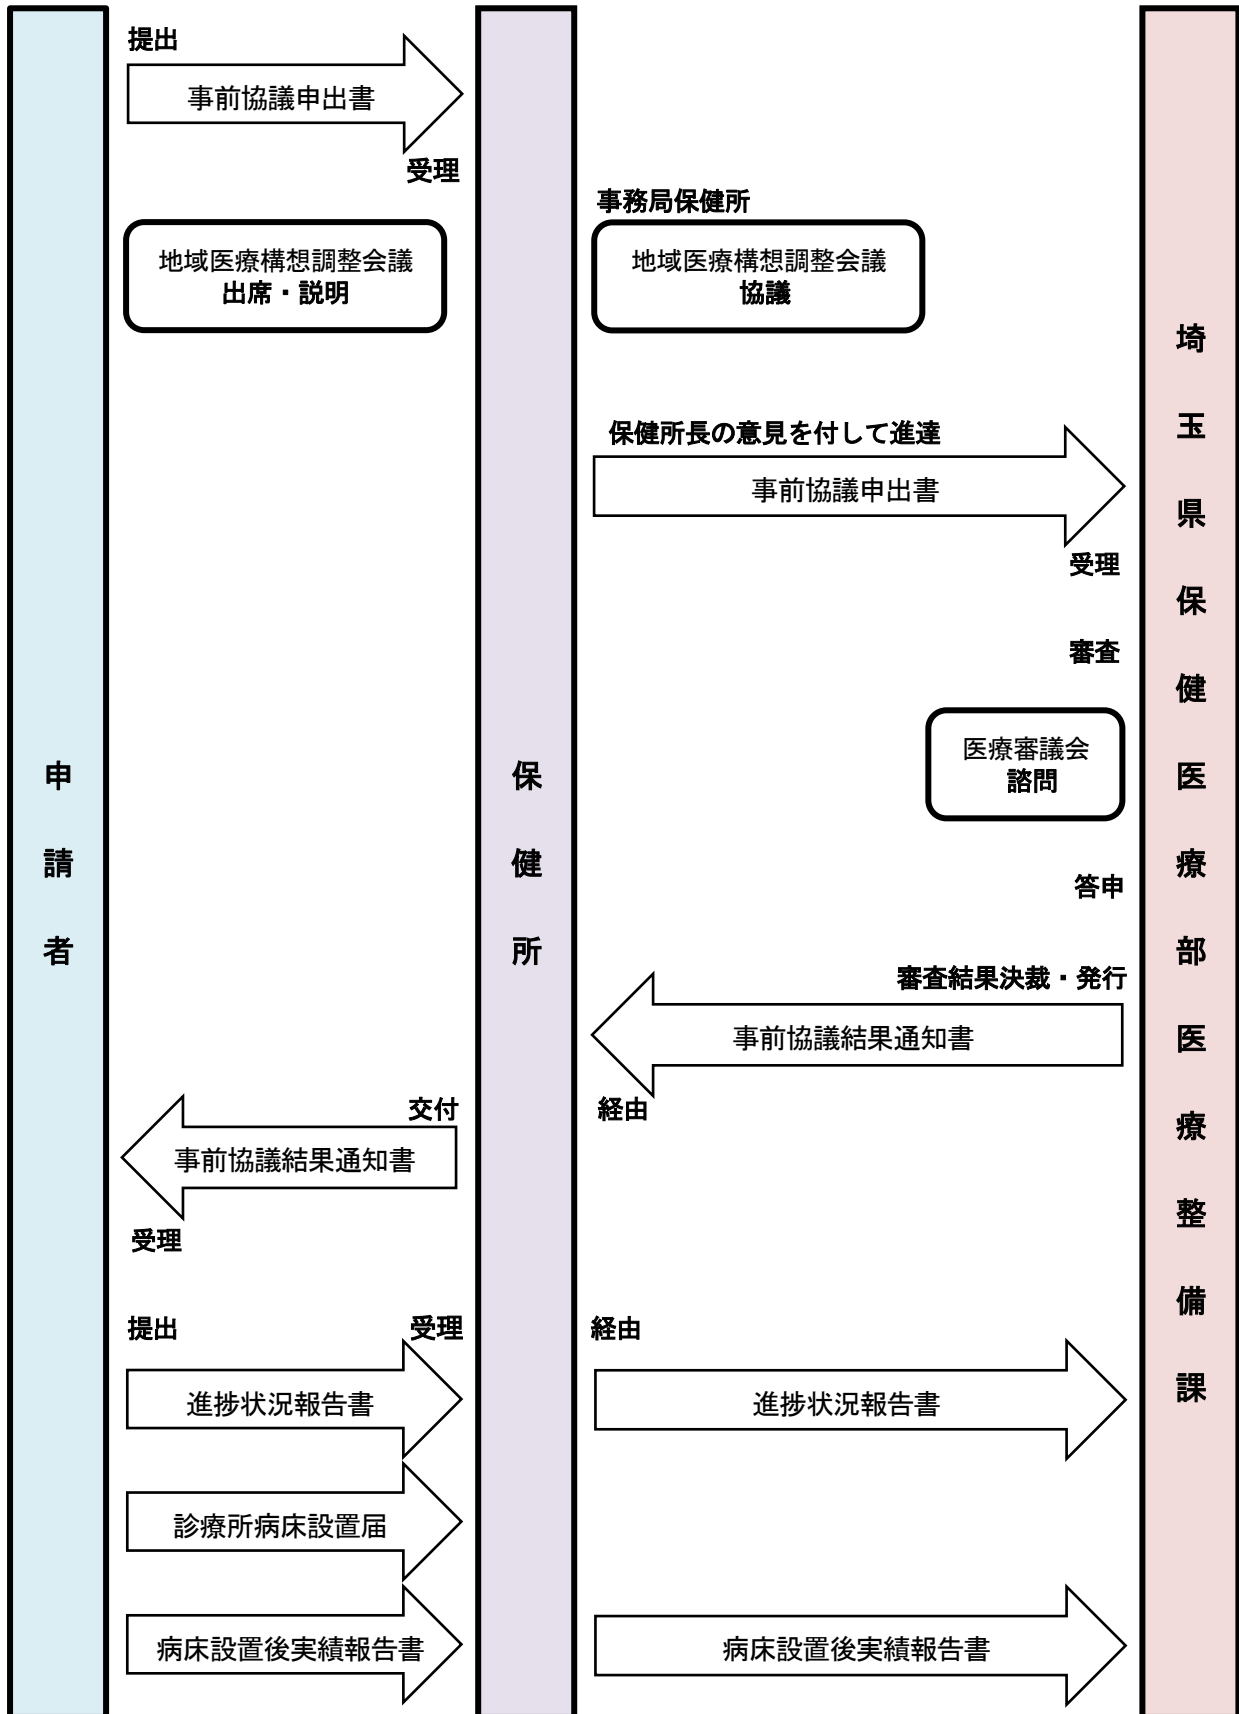 提出
事前協議申出書
受理
事務局保健所
地域医療構想調整会議
出席・説明
地域医療構想調整会議
協議
保健所長の意見を付して進達
事前協議申出書
受理
審査
医療審議会
諮問
答申
審査結果決裁・発行
事前協議結果通知書
経由
交付
事前協議結果通知書
受理
提出
受理
経由
進捗状況報告書
進捗状況報告書
診療所病床設置届
病床設置後実績報告書
病床設置後実績報告書
申請者
保健所
埼玉県保健医療部医療整備課